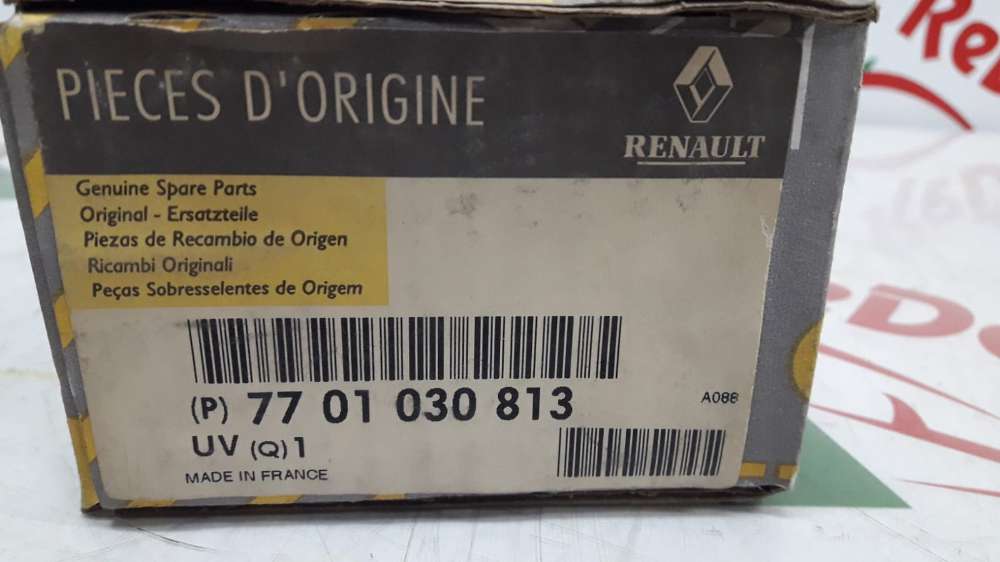 PIECES D'ORIGINE
RENAULT
Genuine Spare Parts
Original - Ersatzteile
Piezas de Recambio de Origen
Ricambi Originali
Peças Sobresselentes de Origem
(P) 77 01 030 813
A088
UV (Q) 1
MADE IN FRANCE